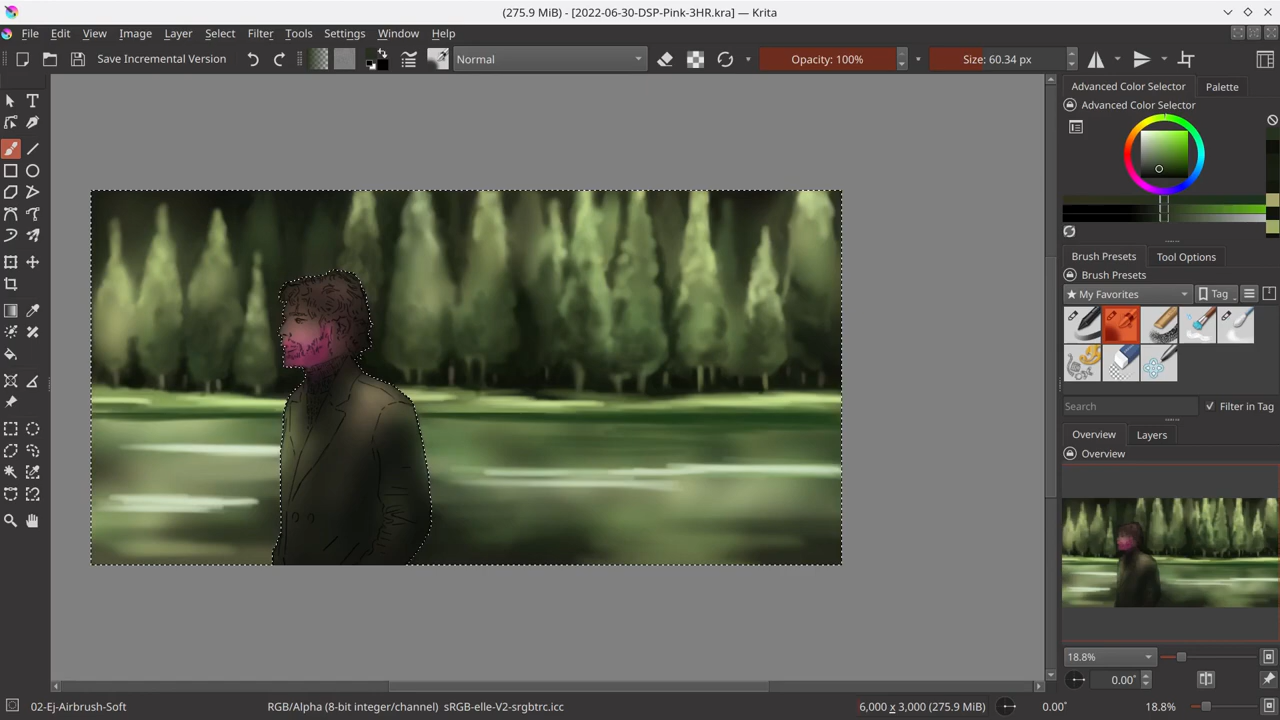 (275.9 MiB) - [2022-06-30-DSP-Pink-3HR.kra] — Krita
File Edit View Image Layer Select Filter Tools Settings Window Help
Save Incremental Version
Normal
Opacity: 100%
Size: 60.34 px
Advanced Color Selector Palette
Advanced Color Selector
Brush Presets Tool Options
Brush Presets
★ My Favorites Tag
Search Filter in Tag
Overview Layers
Overview
18.8%
0.00°
02-Ej-Airbrush-Soft RGB/Alpha (8-bit integer/channel) sRGB-elle-V2-srgbtrc.icc 6,000 x 3,000 (275.9 MiB) 0.00° 18.8%